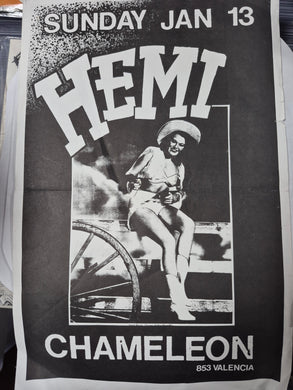 SUNDAY JAN 13
HEMI
CHAMELEON
853 VALENCIA